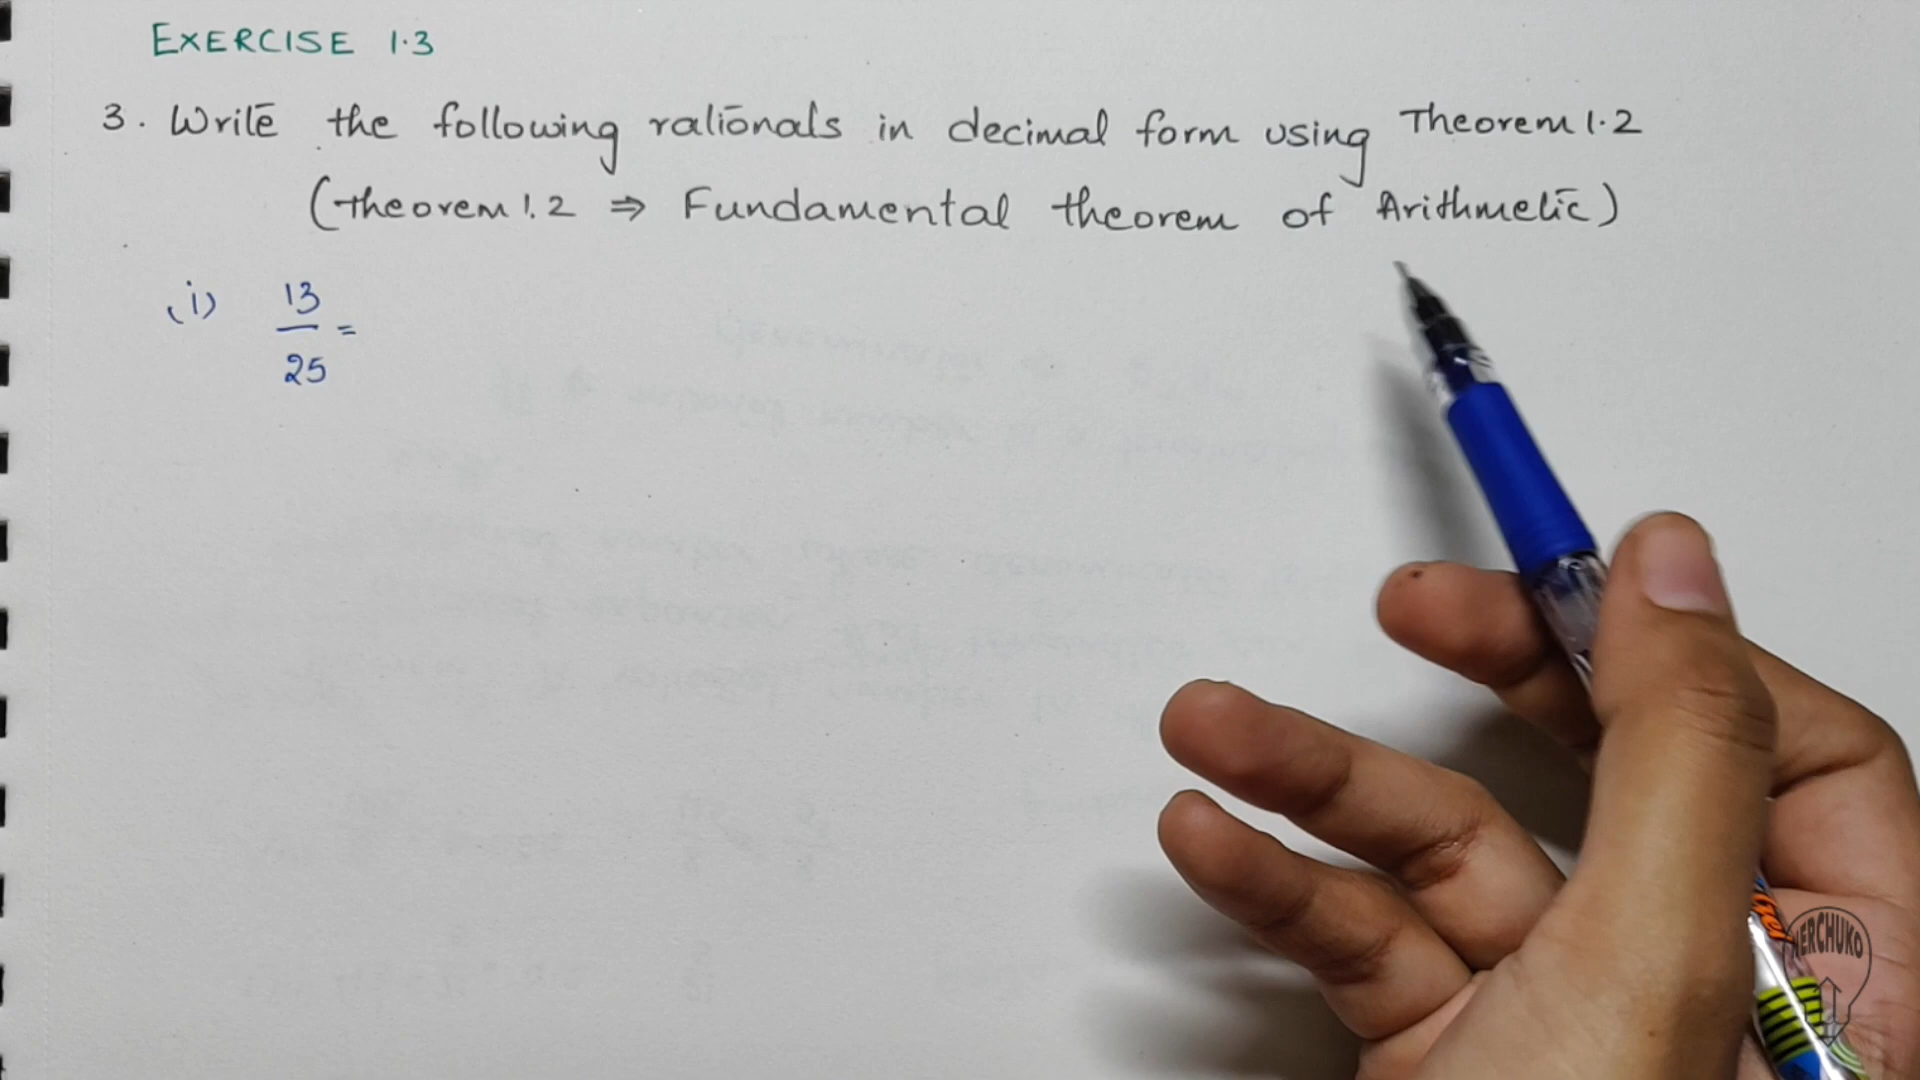 EXERCISE 1.3
3. Write the following rationals in decimal form using Theorem 1.2
(Theorem 1.2 ⇒ Fundamental theorem of Arithmetic)
(i) 13/25 =
NERCHUKO